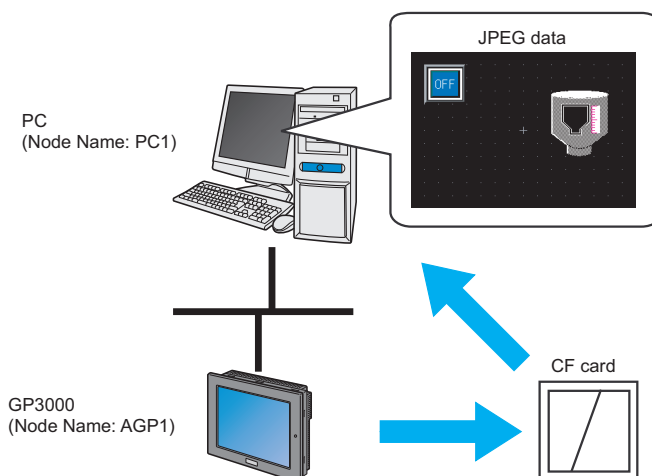 JPEG data
OFF
PC
(Node Name: PC1)
CF card
GP3000
(Node Name: AGP1)